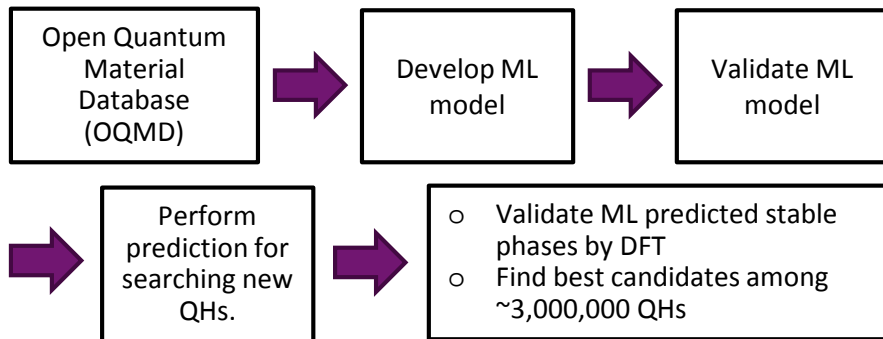 Open Quantum
Material
Database
(OQMD)
Develop ML
model
Validate ML
model
Perform
prediction for
searching new
QHs.
o Validate ML predicted stable
phases by DFT
o Find best candidates among
~3,000,000 QHs